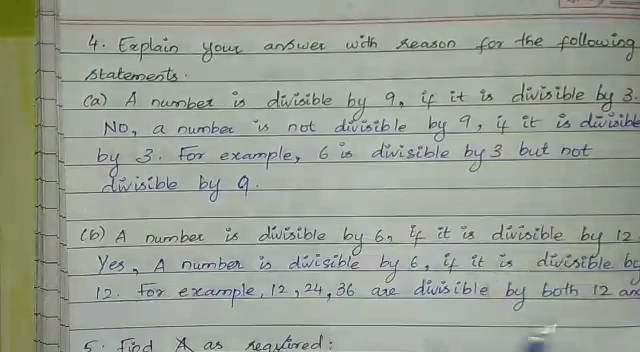 4. Explain your answer with reason for the following
statements.
(a) A number is divisible by 9, if it is divisible by 3.
No, a number is not divisible by 9, if it is divisible
by 3. For example, 6 is divisible by 3 but not
divisible by 9.
(b) A number is divisible by 6, if it is divisible by 12
Yes, A number is divisible by 6, if it is divisible by
12. For example, 12, 24, 36 are divisible by both 12 and
5. Find A as required: